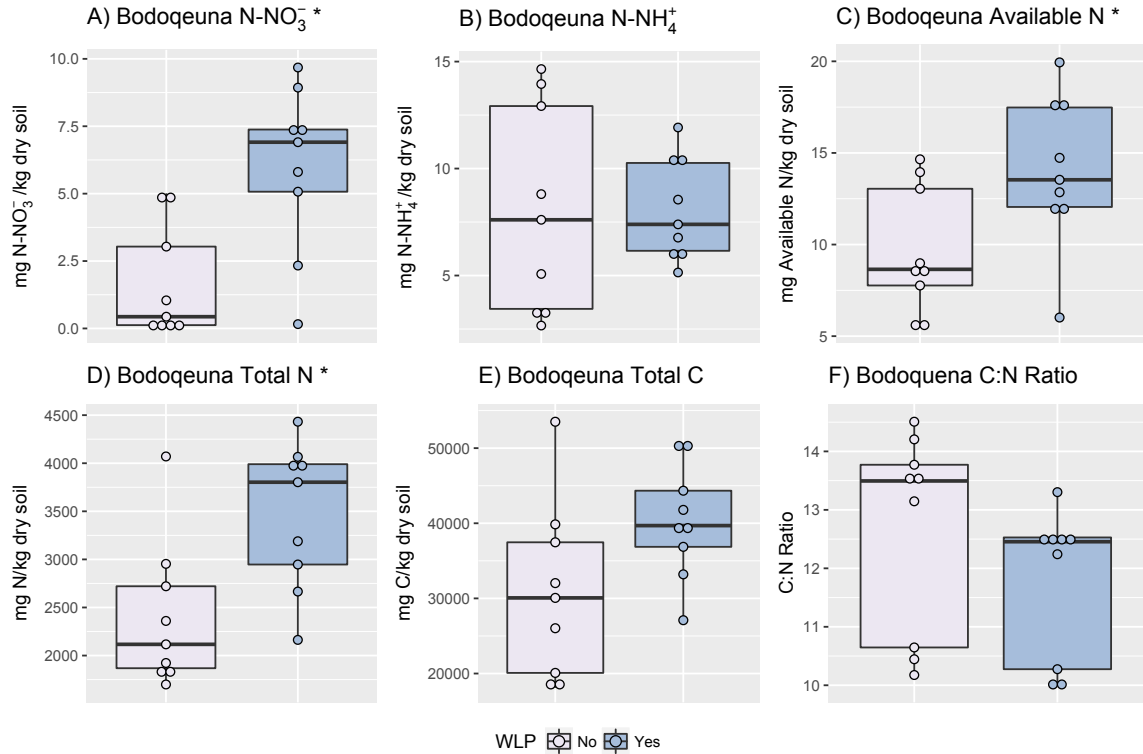 A) Bodoqeuna N-NO₃⁻ *
B) Bodoqeuna N-NH₄⁺
C) Bodoqeuna Available N *
mg N-NO₃⁻ /kg dry soil
10.0
7.5
5.0
2.5
0.0
mg N-NH₄⁺ /kg dry soil
15
10
5
mg Available N/kg dry soil
20
15
10
5
D) Bodoqeuna Total N *
E) Bodoqeuna Total C
F) Bodoquena C:N Ratio
mg N/kg dry soil
4500
4000
3500
3000
2500
2000
mg C/kg dry soil
50000
40000
30000
20000
C:N Ratio
14
13
12
11
10
WLP No Yes